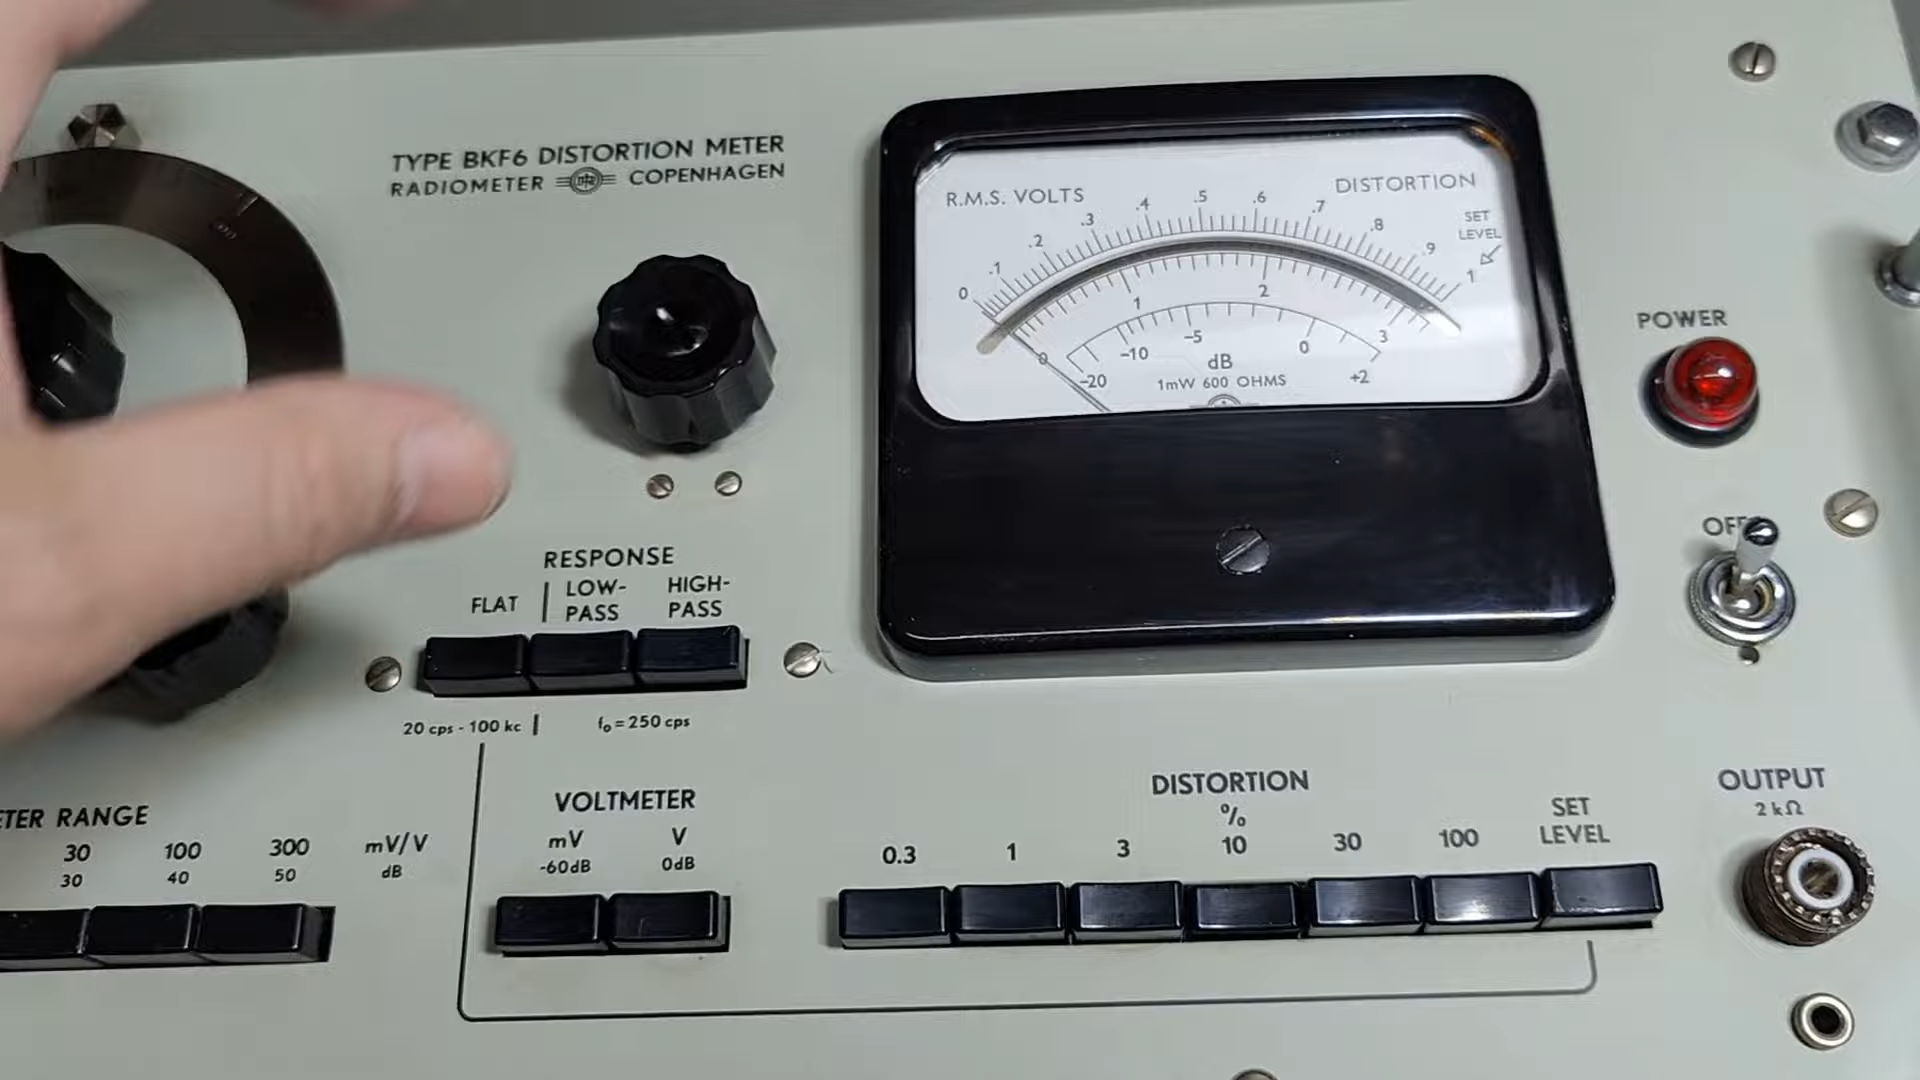 TYPE BKF6 DISTORTION METER
RADIOMETER COPENHAGEN
R.M.S. VOLTS
DISTORTION
SET
LEVEL
0 .1 .2 .3 .4 .5 .6 .7 .8 .9 1
0 1 2 3
-20 -10 -5 0 +2
dB
1mW 600 OHMS
POWER
RESPONSE
FLAT
LOW-
PASS
HIGH-
PASS
20 cps - 100 kc
f₀ = 250 cps
RANGE
30 100 300 mV/V
30 40 50 dB
VOLTMETER
mV V
-60dB 0dB
DISTORTION
%
0.3 1 3 10 30 100
SET
LEVEL
OUTPUT
2 kΩ